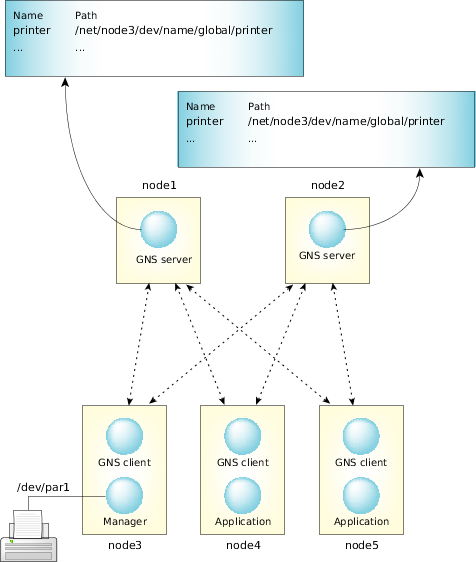 Name Path
printer /net/node3/dev/name/global/printer
... ...
Name Path
printer /net/node3/dev/name/global/printer
... ...
node1 node2
GNS server GNS server
GNS client GNS client GNS client
/dev/par1
Manager Application Application
node3 node4 node5